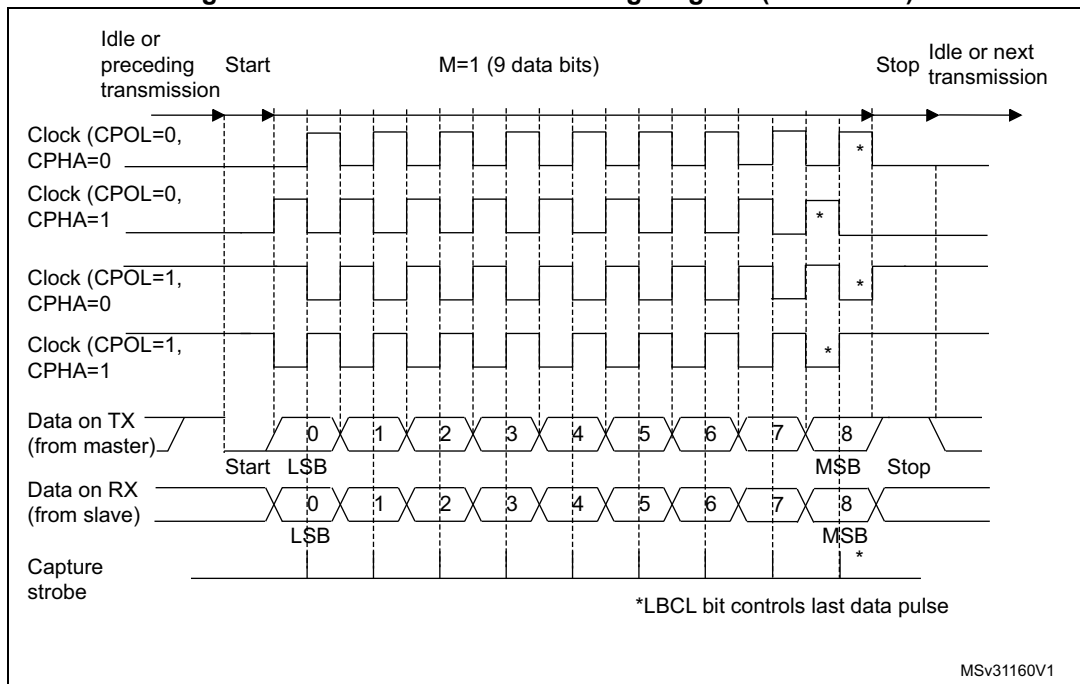 Idle or preceding transmission
Start
M=1 (9 data bits)
Stop
Idle or next transmission
Clock (CPOL=0, CPHA=0
*
Clock (CPOL=0, CPHA=1
*
Clock (CPOL=1, CPHA=0
*
Clock (CPOL=1, CPHA=1
*
Data on TX (from master)
0 1 2 3 4 5 6 7 8
Start LSB MSB Stop
Data on RX (from slave)
0 1 2 3 4 5 6 7 8
LSB MSB
Capture strobe
*
*LBCL bit controls last data pulse
MSv31160V1